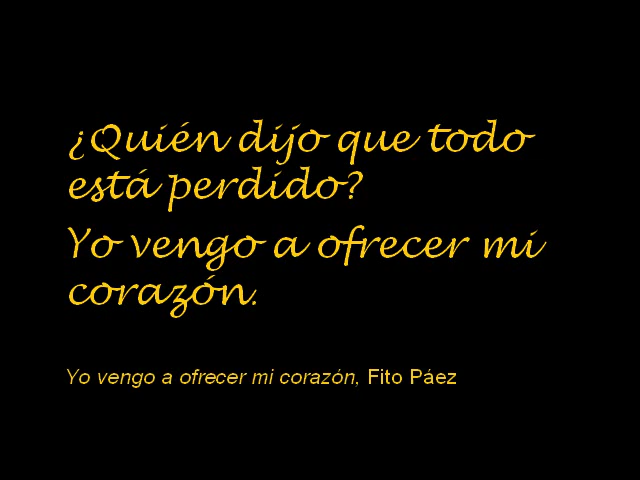 ¿Quién dijo que todo
está perdido?
Yo vengo a ofrecer mi
corazón.
Yo vengo a ofrecer mi corazón, Fito Páez